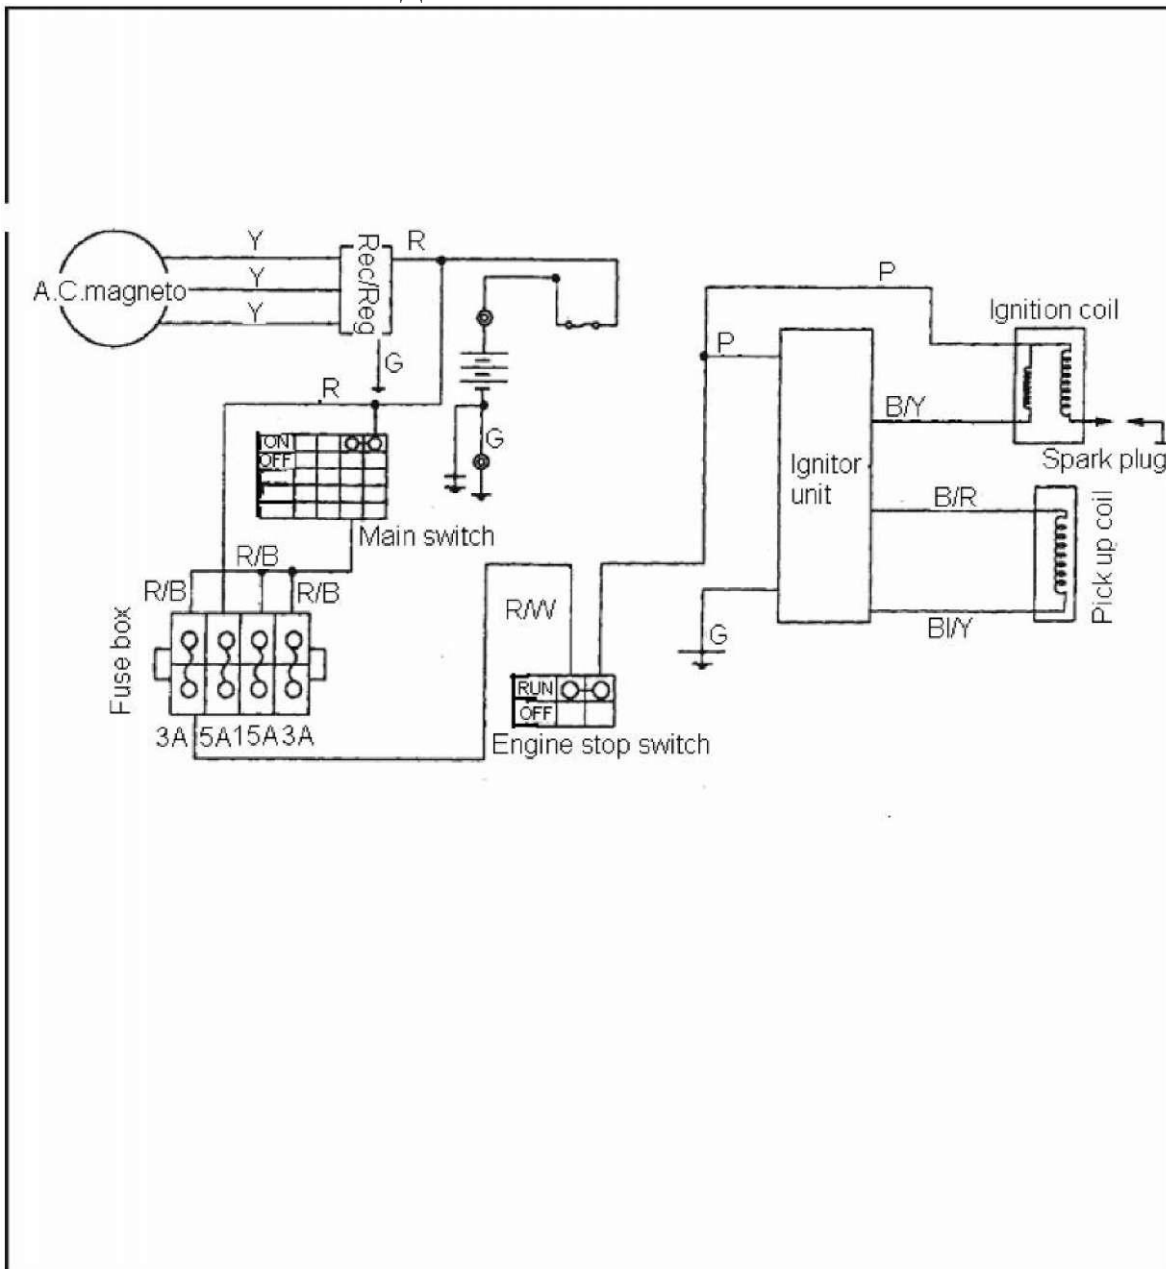 Y
Y
Y
A.C.magneto
Rec/Reg
R
G
R
ON
OFF
Main switch
G
R/B
R/B
R/B
Fuse box
3A 5A 15A 3A
R/W
RUN
OFF
Engine stop switch
P
P
Ignition coil
B/Y
Spark plug
Ignitor
unit
B/R
Pick up coil
Bl/Y
G